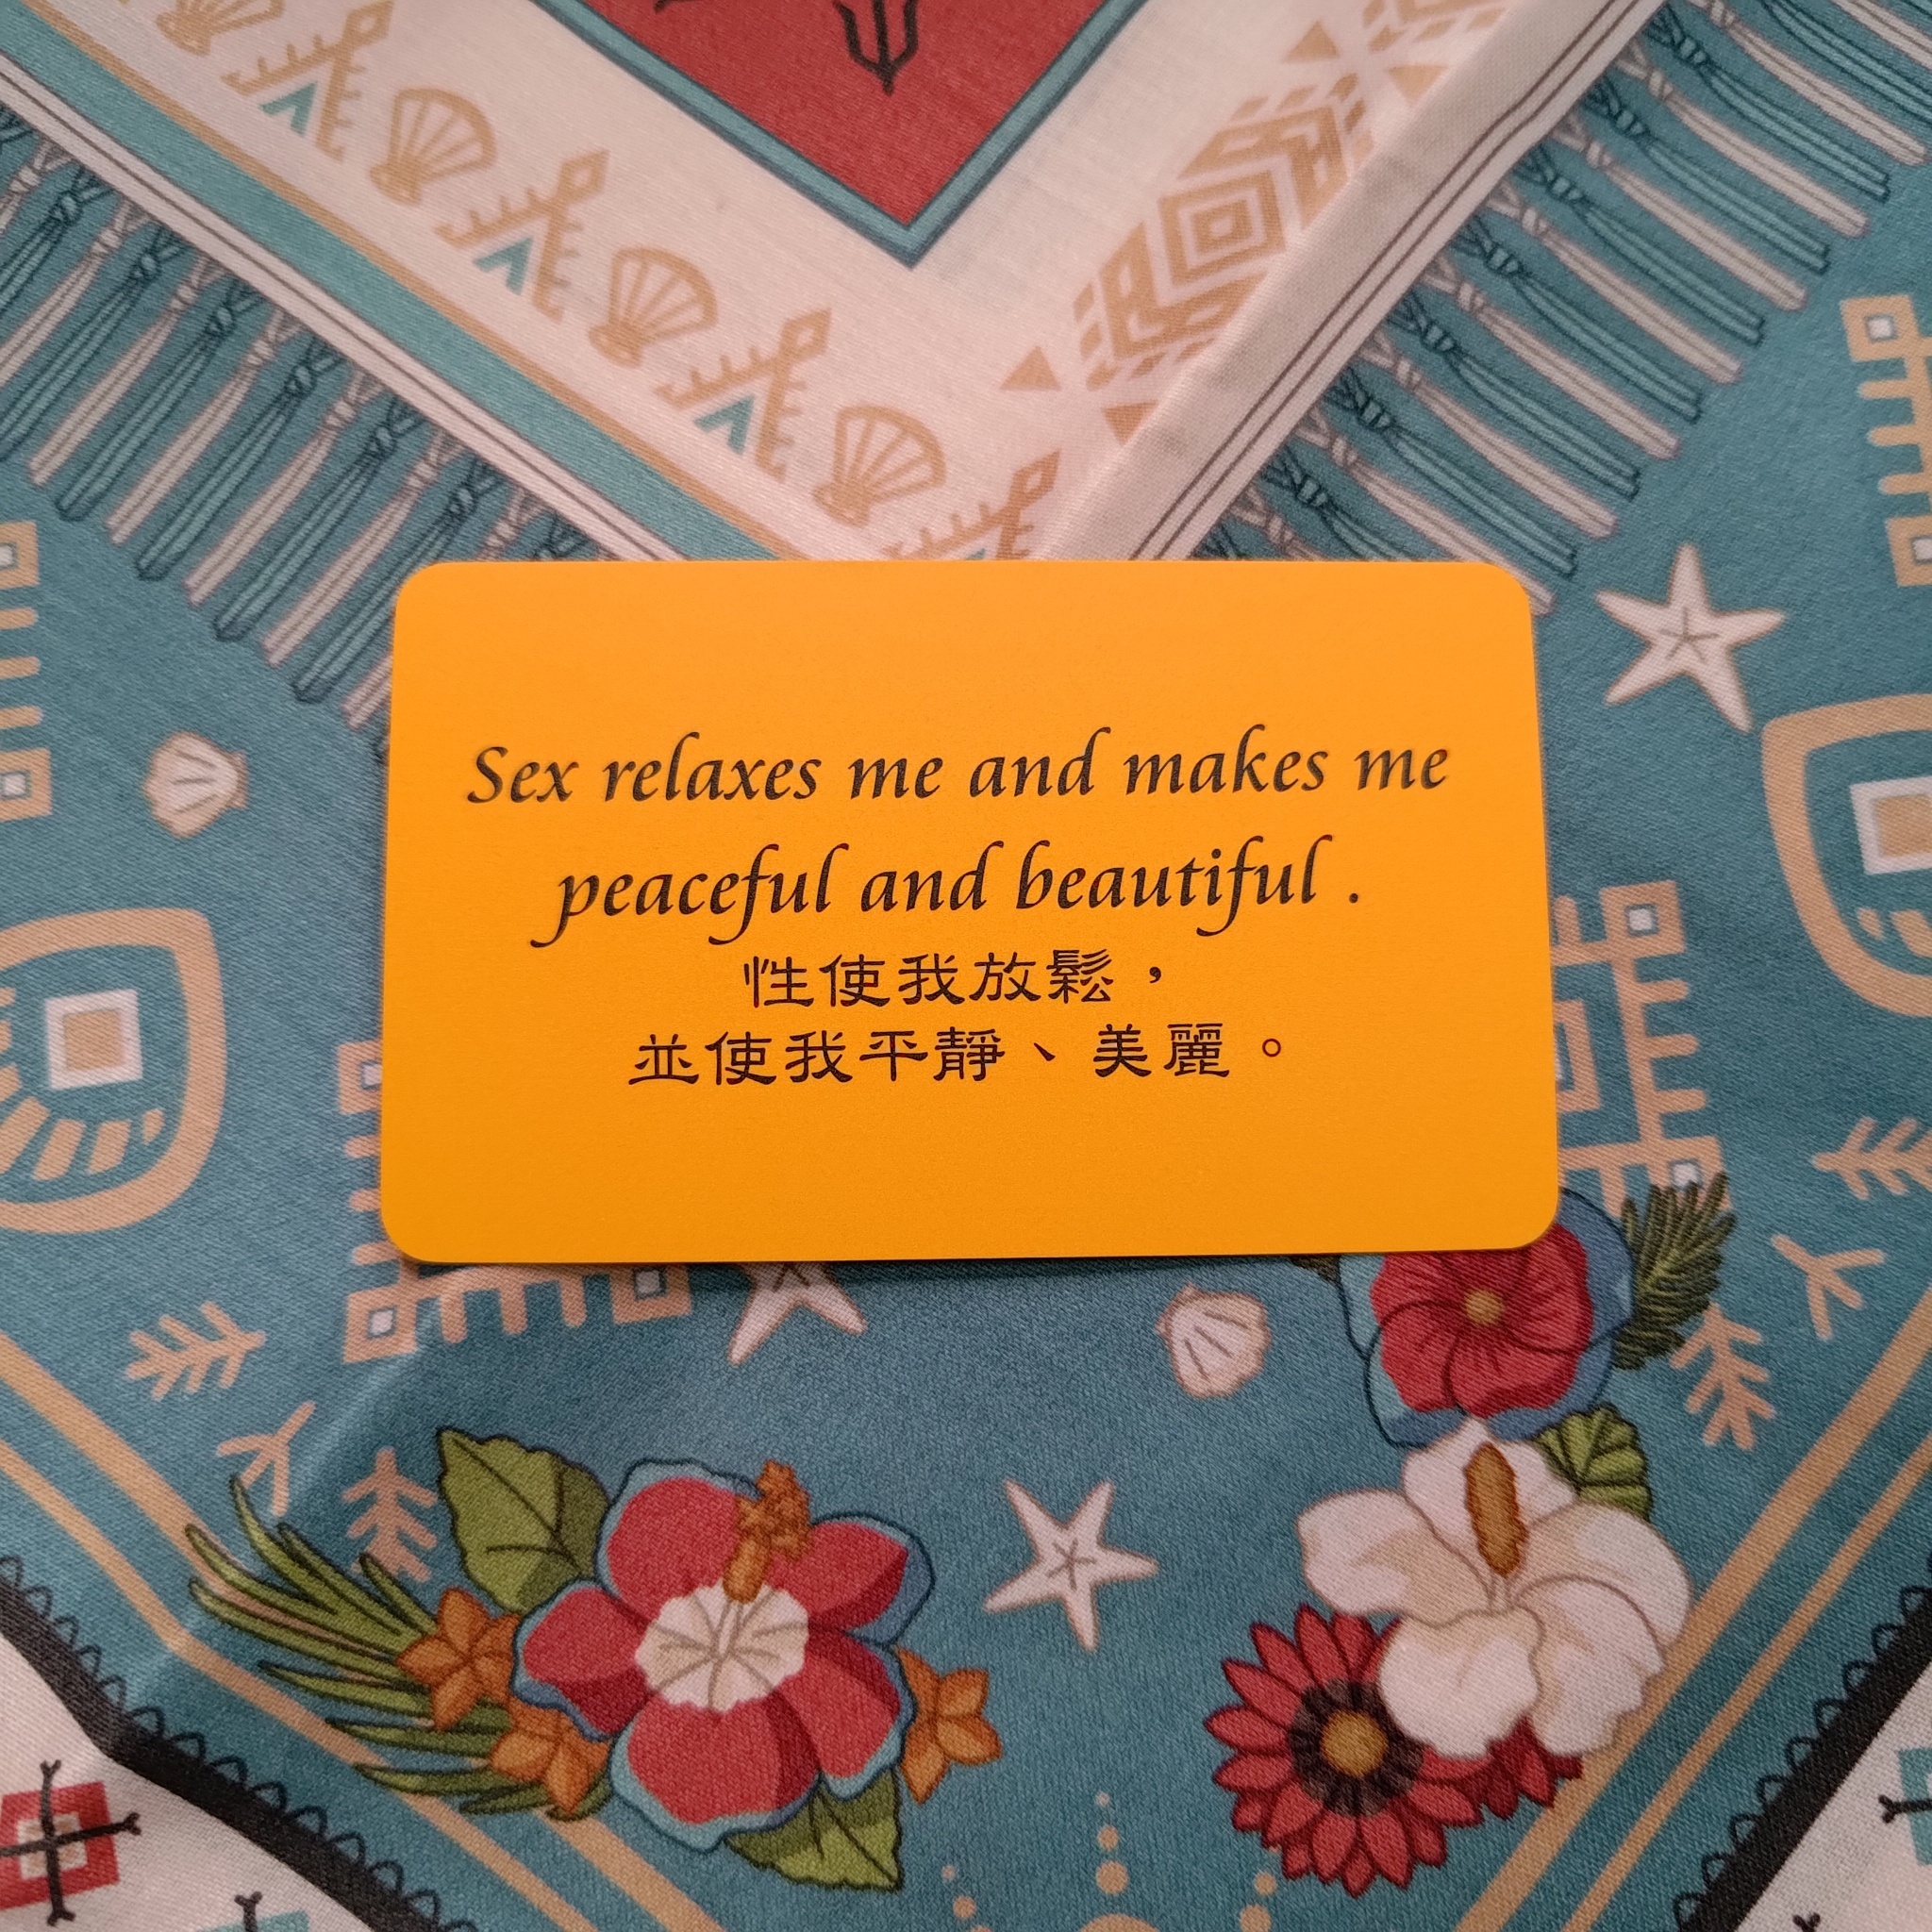 Sex relaxes me and makes me
peaceful and beautiful .
性使我放鬆，
並使我平靜、美麗。